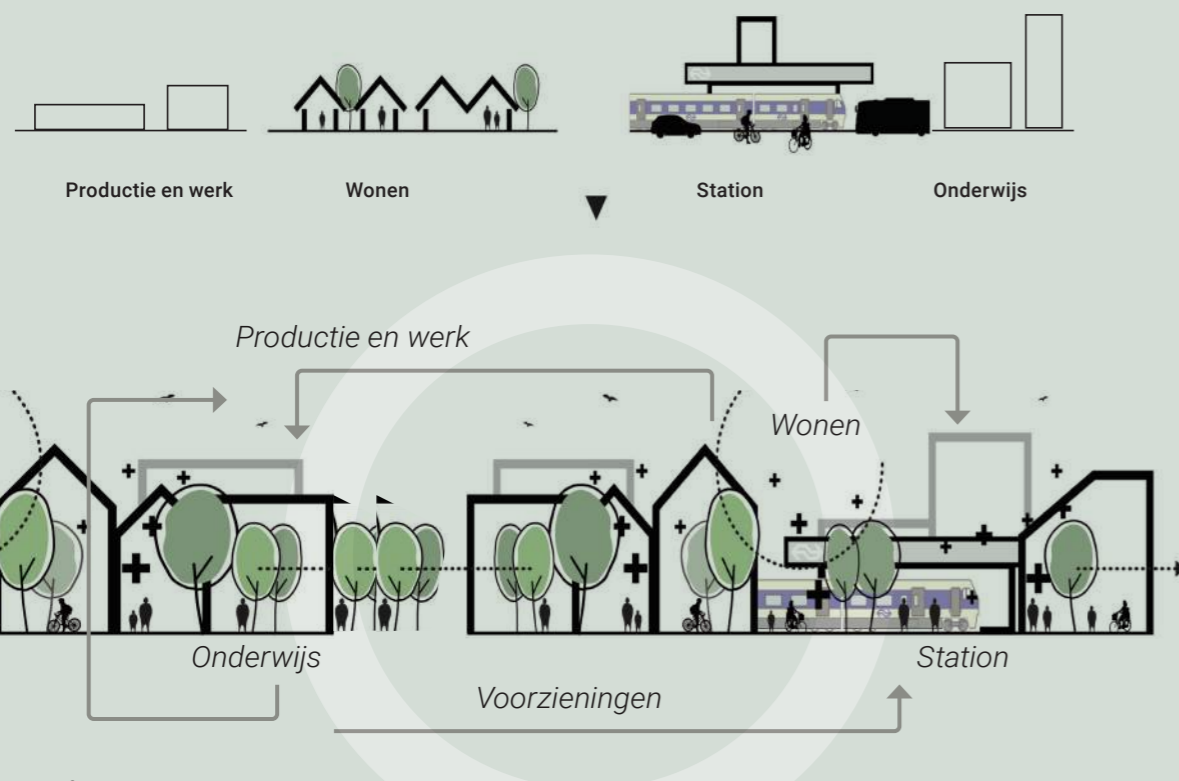 Productie en werk
Wonen
Station
Onderwijs
Productie en werk
Wonen
Onderwijs
Station
Voorzieningen